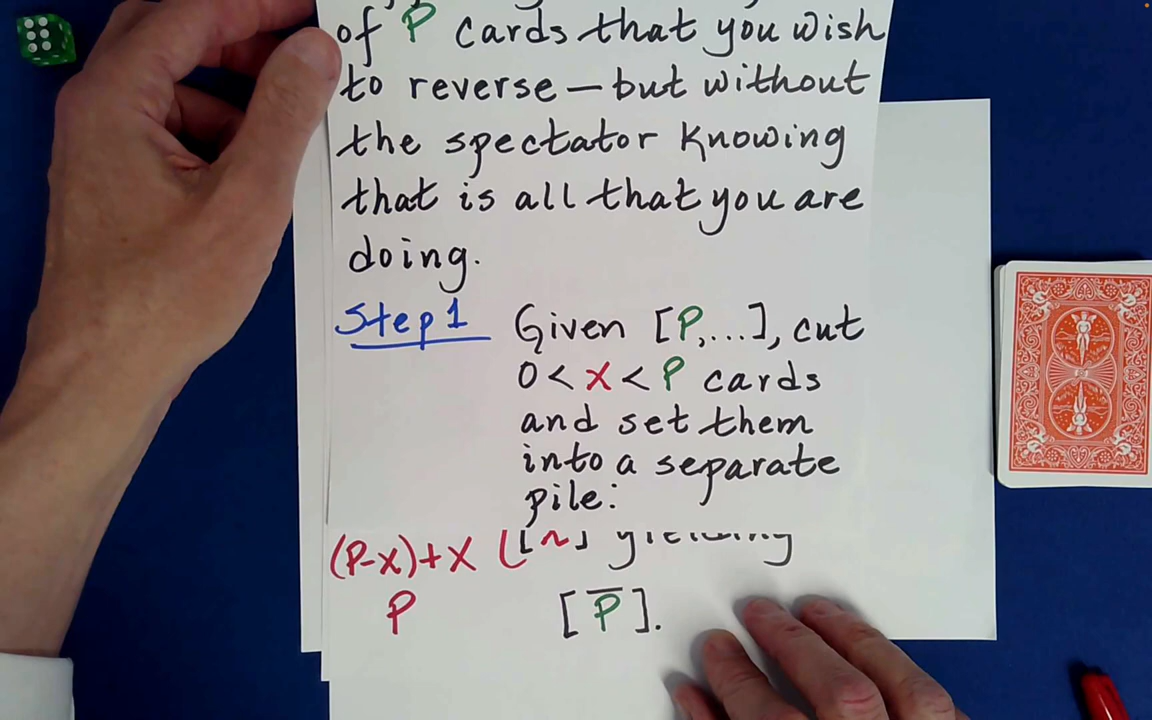 of P cards that you wish
to reverse — but without
the spectator knowing
that is all that you are
doing.
Step 1 Given [P,...], cut
0 < X < P cards
and set them
into a separate
pile:
(P-X)+X yielding
P [P̅].